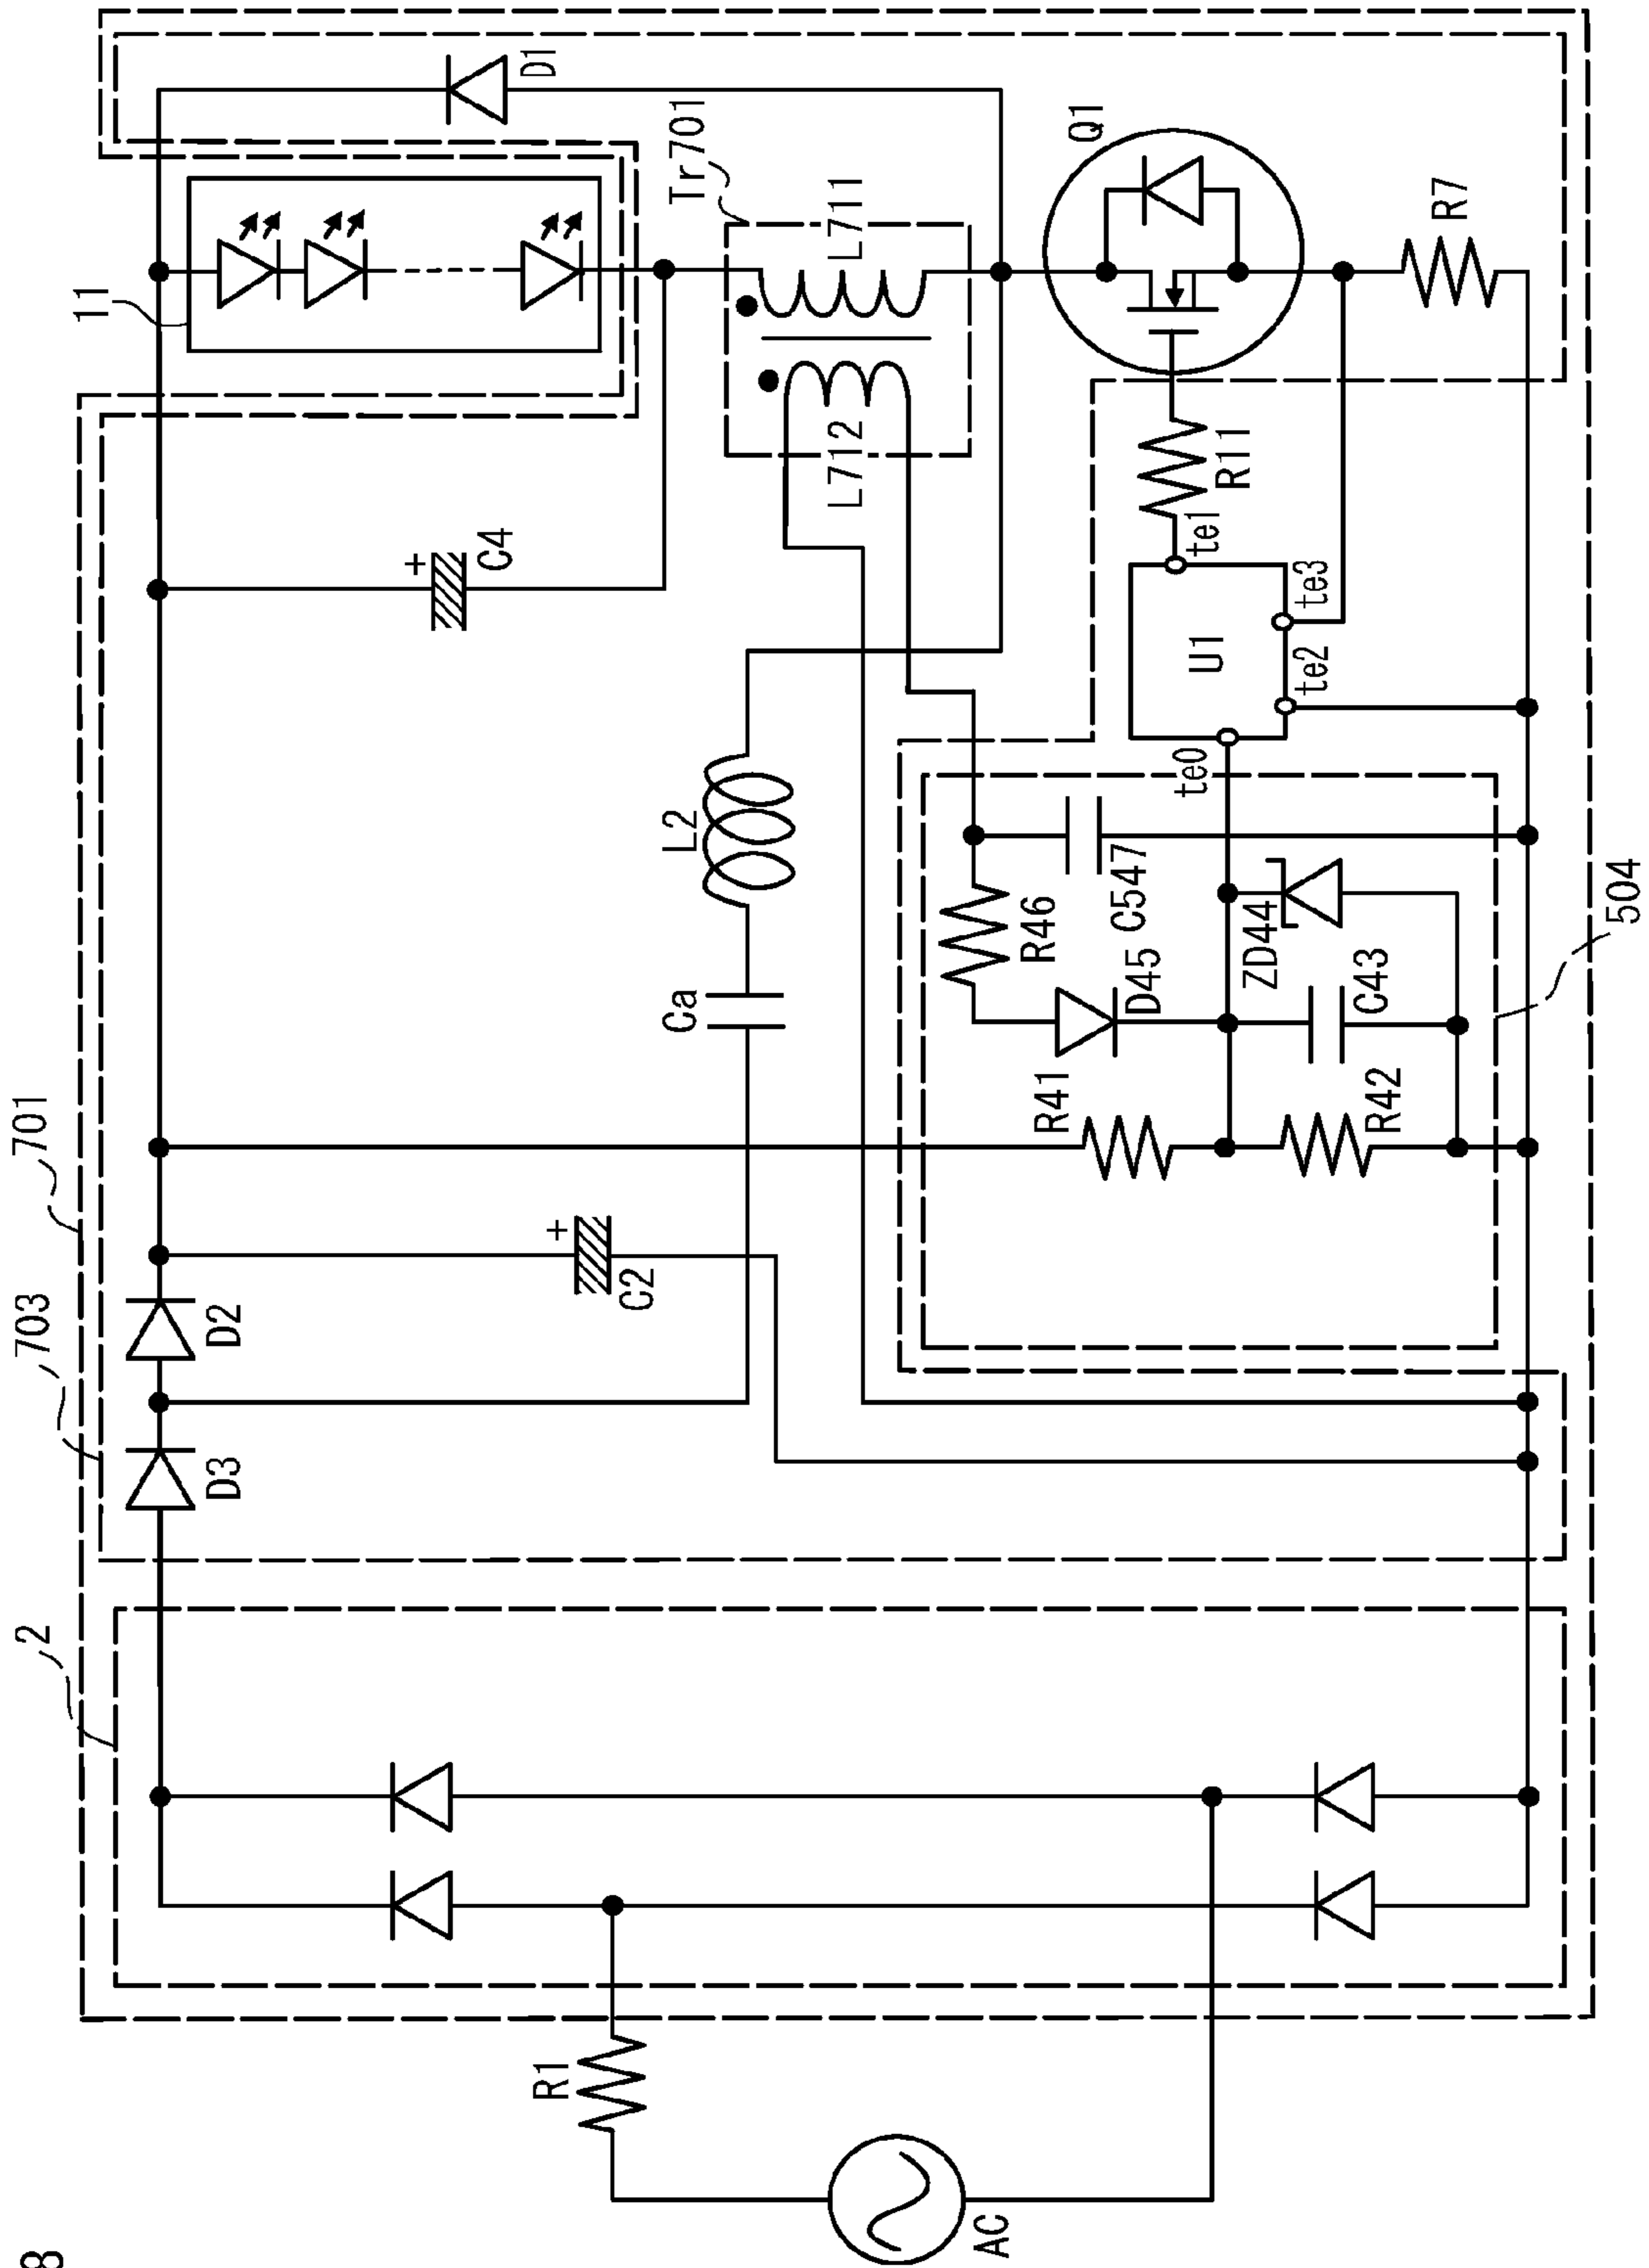 8
2
703
701
11
D3
D2
D1
C4
C2
Tr701
L711
L712
L2
Ca
Q1
R7
R11
te1
te3
U1
te2
te0
R46
C547
D45
ZD44
C43
R41
R42
504
R1
AC
+
+